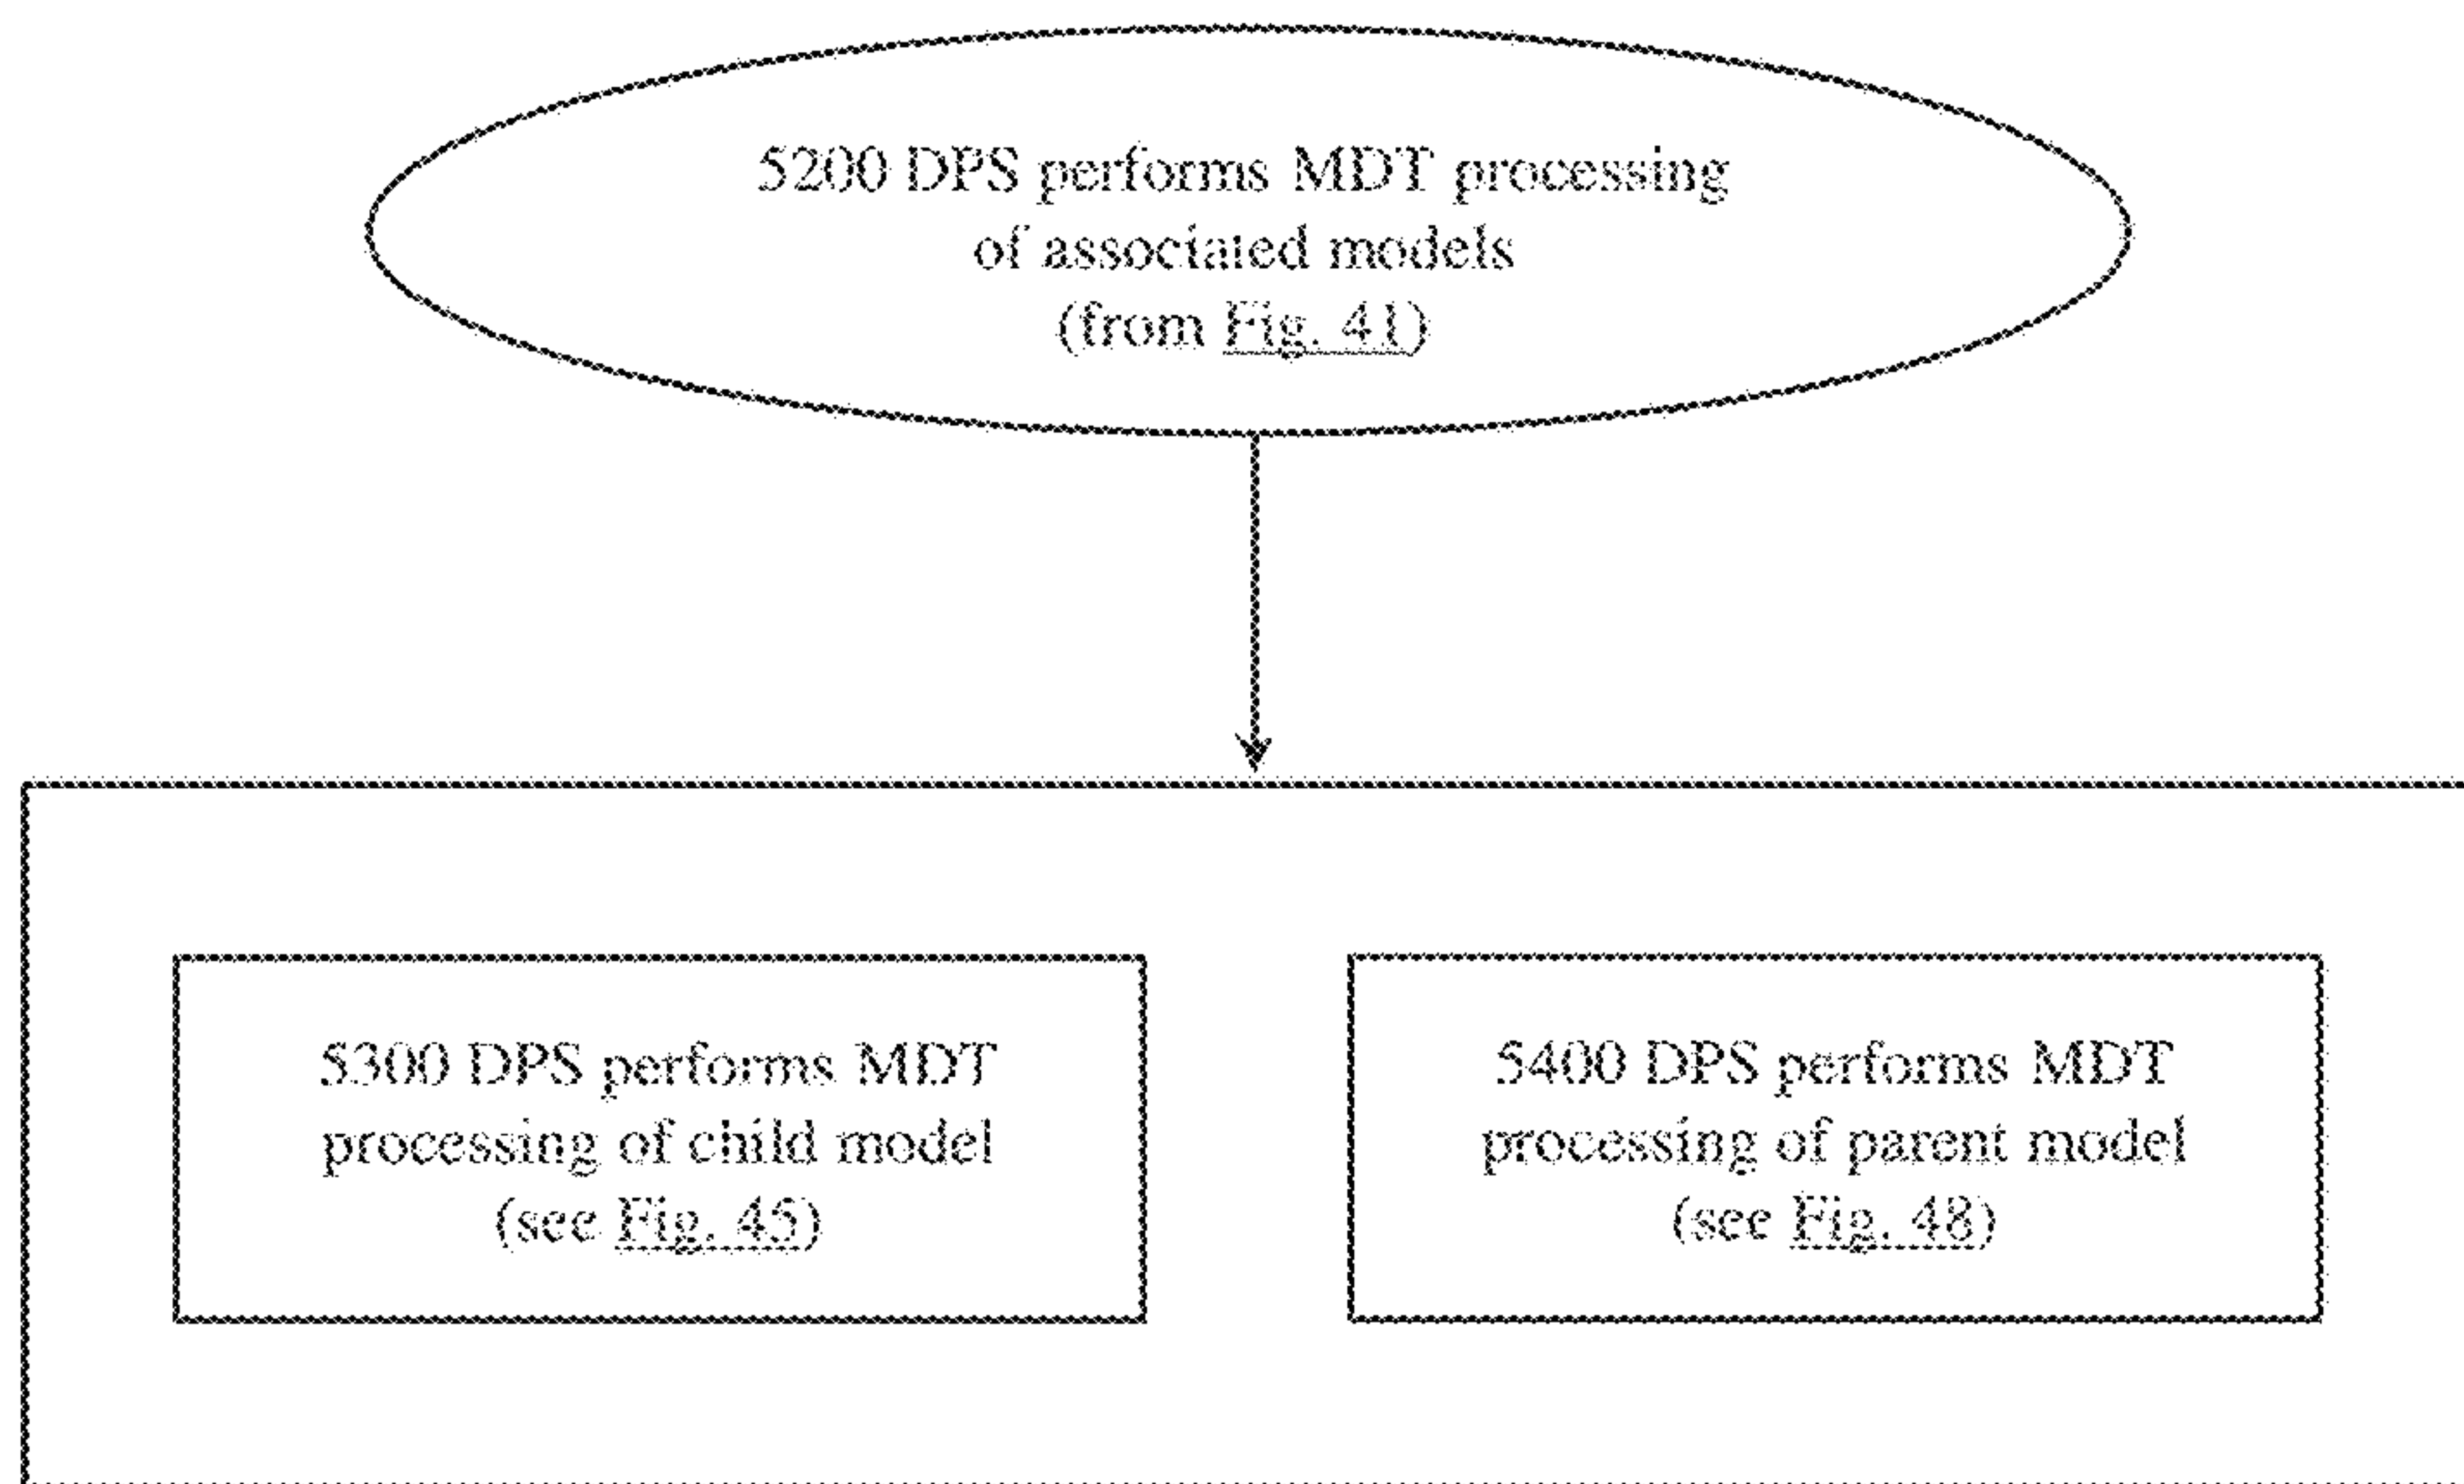 5200 DPS performs MDT processing
of associated models
(from Fig. 41)
5300 DPS performs MDT
processing of child model
(see Fig. 45)
5400 DPS performs MDT
processing of parent model
(see Fig. 48)